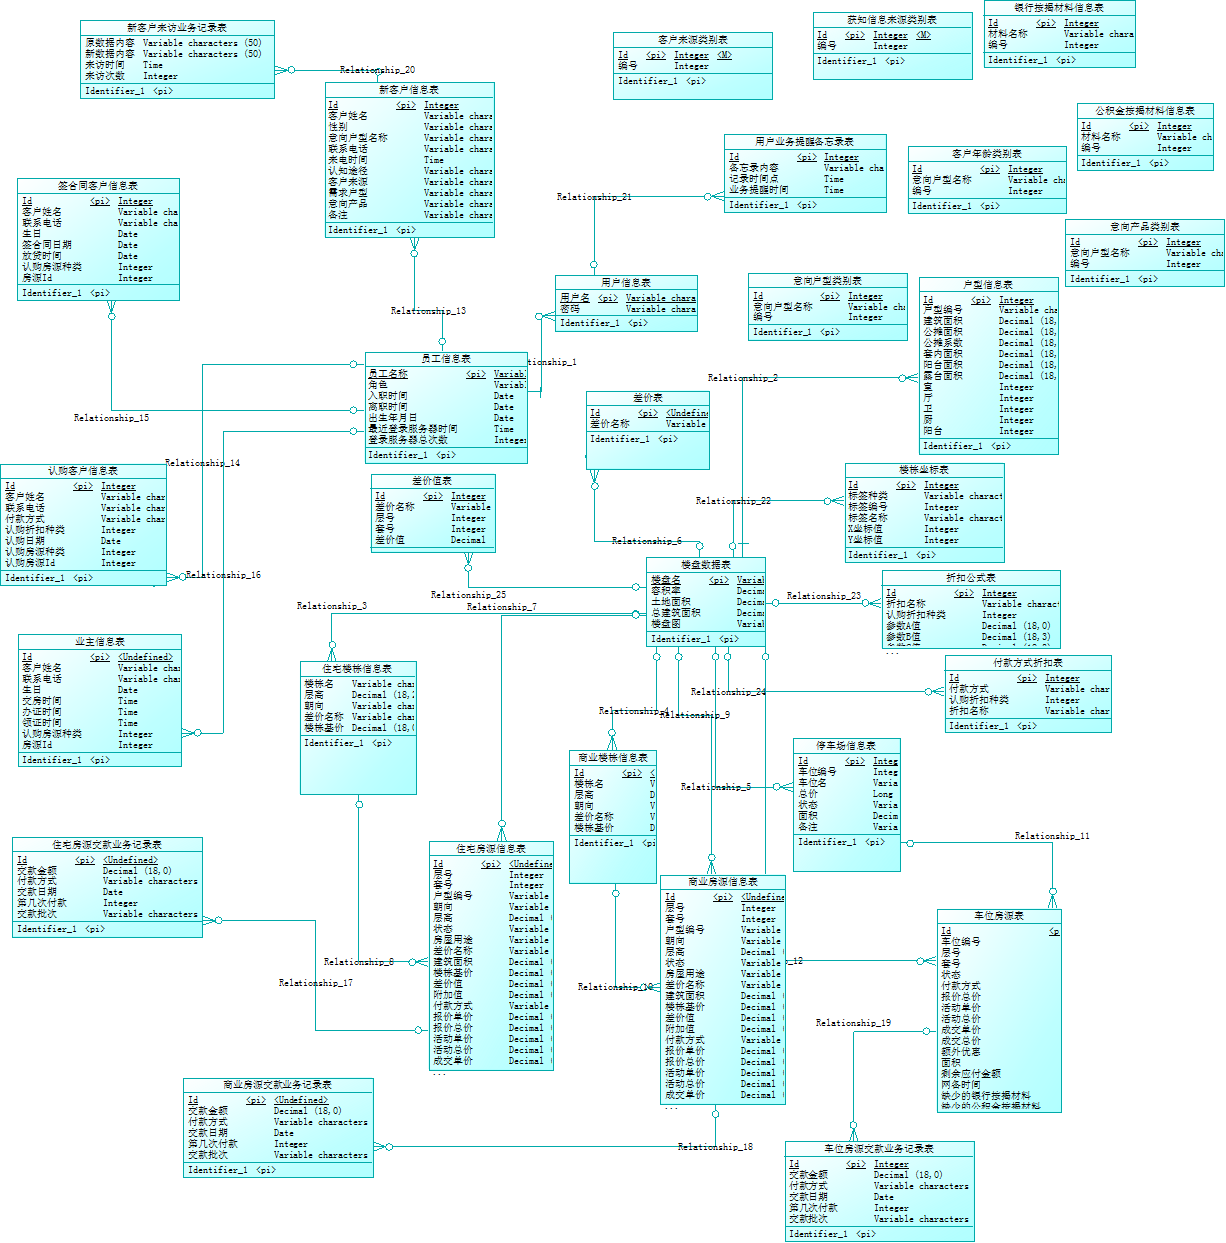 新客户来访业务记录表
原数据内容 Variable characters (50)
新数据内容 Variable characters (50)
来访时间 Time
来访次数 Integer
Identifier_1 <pi>
Relationship_20
客户来源类别表
Id <pi> Integer <M>
编号 Integer
Identifier_1 <pi>
获知信息来源类别表
Id <pi> Integer <M>
编号 Integer
Identifier_1 <pi>
银行按揭材料信息表
Id <pi> Integer
材料名称 Variable chara
编号 Integer
Identifier_1 <pi>
新客户信息表
Id <pi> Integer
客户姓名 Variable chara
性别 Variable chara
意向户型名称 Variable chara
联系电话 Variable chara
来电时间 Time
认知途径 Variable chara
客户来源 Variable chara
需求户型 Variable chara
意向产品 Variable chara
备注 Variable chara
Identifier_1 <pi>
公积金按揭材料信息表
Id <pi> Integer
材料名称 Variable ch
编号 Integer
Identifier_1 <pi>
用户业务提醒备忘录表
Id <pi> Integer
备忘录内容 Variable cha
记录时间点 Time
业务提醒时间 Time
Identifier_1 <pi>
客户年龄类别表
Id <pi> Integer
意向户型名称 Variable cha
编号 Integer
Identifier_1 <pi>
签合同客户信息表
Id <pi> Integer
客户姓名 Variable cha
联系电话 Variable cha
生日 Date
签合同日期 Date
放贷时间 Date
认购房源种类 Integer
房源Id Integer
Identifier_1 <pi>
Relationship_21
意向产品类别表
Id <pi> Integer
意向户型名称 Variable ch
编号 Integer
Identifier_1 <pi>
用户信息表
用户名 <pi> Variable chara
密码 Variable chara
Identifier_1 <pi>
意向户型类别表
Id <pi> Integer
意向户型名称 Variable ch
编号 Integer
Identifier_1 <pi>
户型信息表
Id <pi> Integer
户型编号 Variable cha
建筑面积 Decimal (18,
公摊面积 Decimal (18,
公摊系数 Decimal (18,
套内面积 Decimal (18,
阳台面积 Decimal (18,
露台面积 Decimal (18,
室 Integer
厅 Integer
卫 Integer
厨 Integer
阳台 Integer
Identifier_1 <pi>
Relationship_13
员工信息表
员工名称 <pi> Variab
角色 Variab
入职时间 Date
离职时间 Date
出生年月日 Date
最近登录服务器时间 Time
登录服务器总次数 Intege
Identifier_1 <pi>
tionship_1
Relationship_2
Relationship_15
差价表
Id <pi> <Undefine
差价名称 Variable
Identifier_1 <pi>
Relationship_14
认购客户信息表
Id <pi> Integer
客户姓名 Variable char
联系电话 Variable char
付款方式 Variable char
认购折扣种类 Integer
认购日期 Date
认购房源种类 Integer
认购房源Id Integer
Identifier_1 <pi>
Relationship_16
差价值表
Id <pi> Integer
差价名称 Variable
层号 Integer
套号 Integer
差价值 Decimal
Identifier_1 <pi>
楼栋坐标表
Id <pi> Integer
标签种类 Variable charact
标签编号 Integer
标签名称 Variable charact
X坐标值 Integer
Y坐标值 Integer
Identifier_1 <pi>
Relationship_22
Relationship_6
楼盘数据表
楼盘名 <pi> Variab
容积率 Decima
土地面积 Decima
总建筑面积 Decima
楼盘图 Variab
Identifier_1 <pi>
折扣公式表
Id <pi> Integer
折扣名称 Variable charact
认购折扣种类 Integer
参数A值 Decimal (18,0)
参数B值 Decimal (18,3)
...
Relationship_23
Relationship_25
Relationship_7
Relationship_3
业主信息表
Id <pi> <Undefined>
客户姓名 Variable cha
联系电话 Variable cha
生日 Date
交房时间 Time
办证时间 Time
领证时间 Time
认购房源种类 Integer
房源Id Integer
Identifier_1 <pi>
住宅楼栋信息表
楼栋名 Variable cha
层高 Decimal (18,2
朝向 Variable cha
差价名称 Variable cha
楼栋基价 Decimal (18,0
Identifier_1 <pi>
付款方式折扣表
Id <pi> Integer
付款方式 Variable char
认购折扣种类 Integer
折扣名称 Variable char
Identifier_1 <pi>
Relationship_24
Relationship_4
Relationship_9
商业楼栋信息表
Id <pi> <
楼栋名 V
层高 D
朝向 V
差价名称 V
楼栋基价 D
Identifier_1 <pi
停车场信息表
Id <pi> Integ
车位编号 Integ
车位名 Varia
总价 Long
状态 Varia
面积 Decim
备注 Varia
Identifier_1 <pi>
Relationship_5
Relationship_11
住宅房源交款业务记录表
Id <pi> <Undefined>
交款金额 Decimal (18,0)
付款方式 Variable characters
交款日期 Date
第几次付款 Integer
交款批次 Variable characters
Identifier_1 <pi>
住宅房源信息表
Id <pi> <Undefine
层号 Integer
套号 Integer
户型编号 Variable
朝向 Variable
层高 Decimal (
状态 Variable
房屋用途 Variable
差价名称 Variable
建筑面积 Decimal (
楼栋基价 Decimal (
差价值 Decimal (
附加值 Decimal (
付款方式 Variable
报价单价 Decimal (
报价总价 Decimal (
活动单价 Decimal (
活动总价 Decimal (
成交单价 Decimal (
...
Relationship_8
Relationship_17
商业房源信息表
Id <pi> <Undefine
层号 Integer
套号 Integer
户型编号 Variable
朝向 Variable
层高 Decimal (
状态 Variable
房屋用途 Variable
差价名称 Variable
建筑面积 Decimal (
楼栋基价 Decimal (
差价值 Decimal (
附加值 Decimal (
付款方式 Variable
报价单价 Decimal (
报价总价 Decimal (
活动单价 Decimal (
活动总价 Decimal (
成交单价 Decimal (
...
Relationship_10
p_12
车位房源表
Id <p
车位编号
层号
套号
状态
付款方式
报价总价
活动单价
活动总价
成交单价
成交总价
额外优惠
面积
剩余应付金额
网备时间
缺少的银行按揭材料
缺少的公积金按揭材料
Relationship_19
商业房源交款业务记录表
Id <pi> <Undefined>
交款金额 Decimal (18,0)
付款方式 Variable characters
交款日期 Date
第几次付款 Integer
交款批次 Variable characters
Identifier_1 <pi>
Relationship_18
车位房源交款业务记录表
Id <pi> Integer
交款金额 Decimal (18,0)
付款方式 Variable characters
交款日期 Date
第几次付款 Integer
交款批次 Variable characters
Identifier_1 <pi>